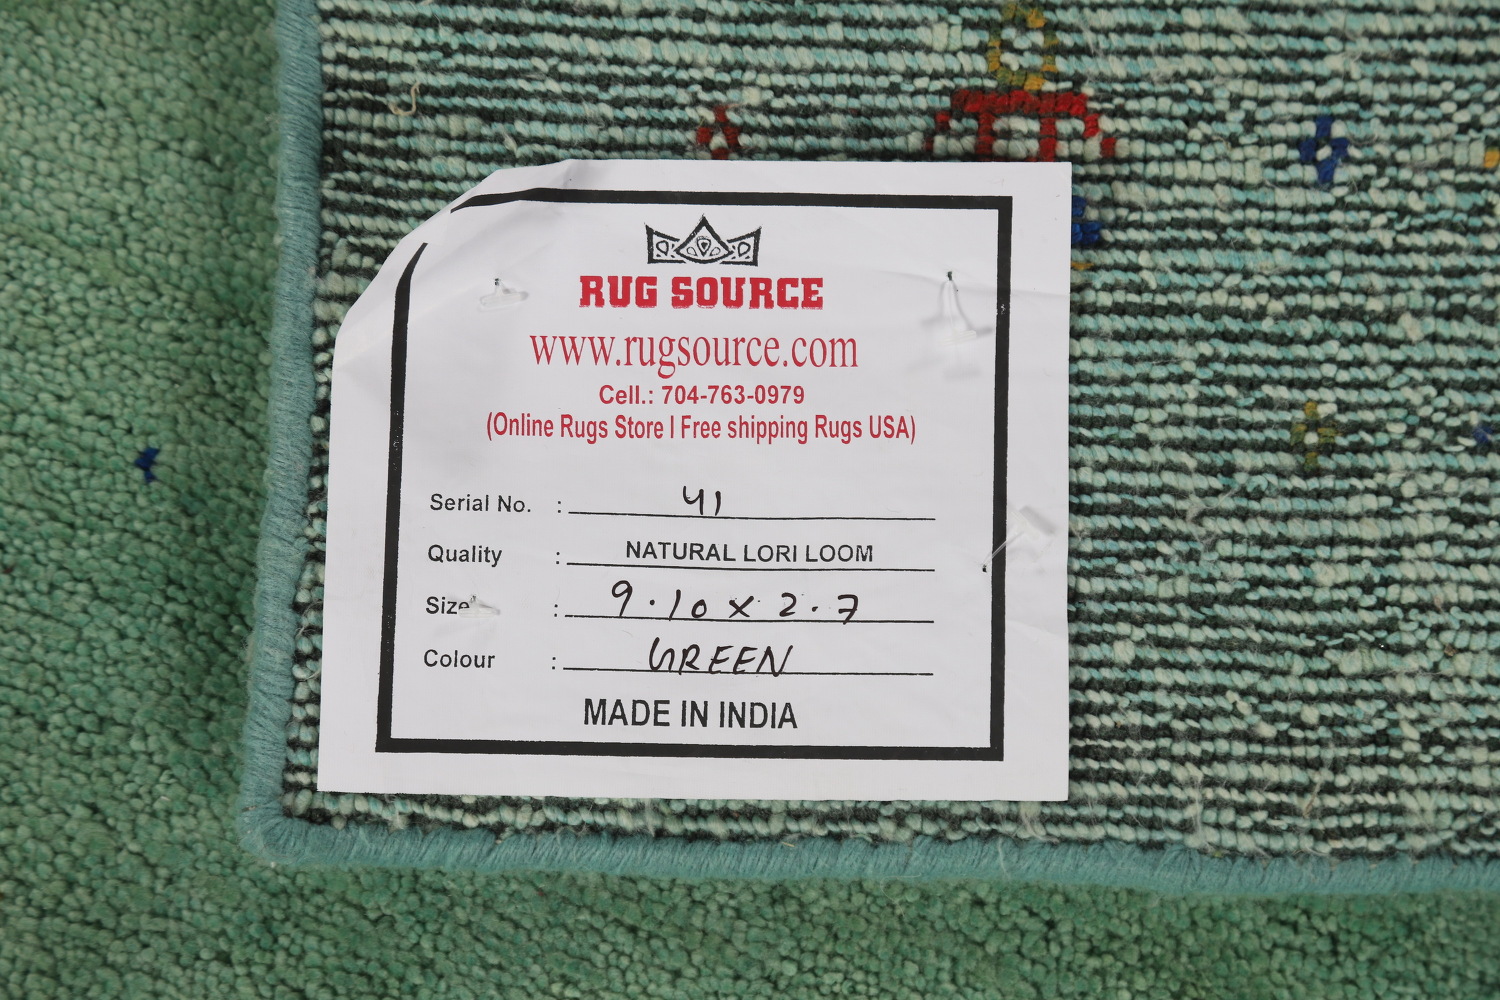 RUG SOURCE
www.rugsource.com
Cell.: 704-763-0979
(Online Rugs Store | Free shipping Rugs USA)
Serial No. : 41
Quality : NATURAL LORI LOOM
Size : 9.10 x 2.7
Colour : GREEN
MADE IN INDIA